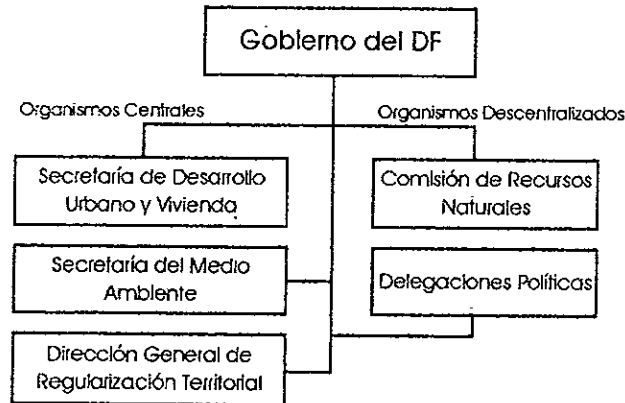 Gobierno del DF
Organismos Centrales
Organismos Descentralizados
Secretaría de Desarrollo
Urbano y Vivienda
Comisión de Recursos
Naturales
Secretaría del Medio
Ambiente
Delegaciones Políticas
Dirección General de
Regularización Territorial